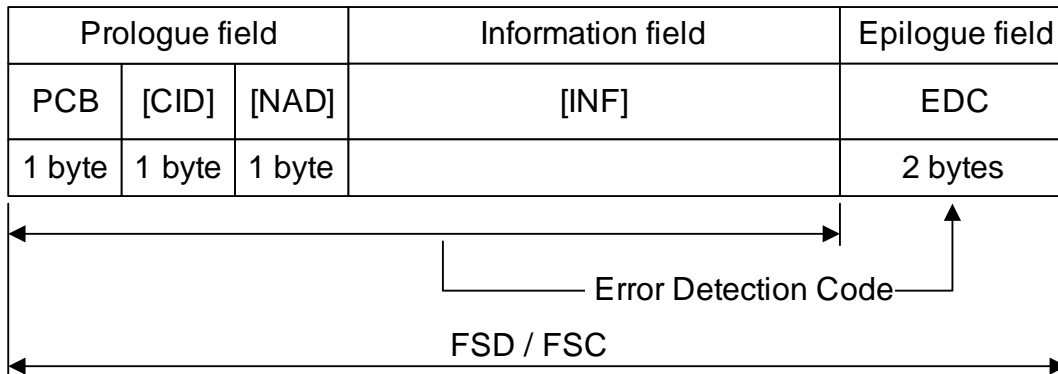 Prologue field Information field Epilogue field
PCB [CID] [NAD] [INF] EDC
1 byte 1 byte 1 byte 2 bytes
Error Detection Code
FSD / FSC